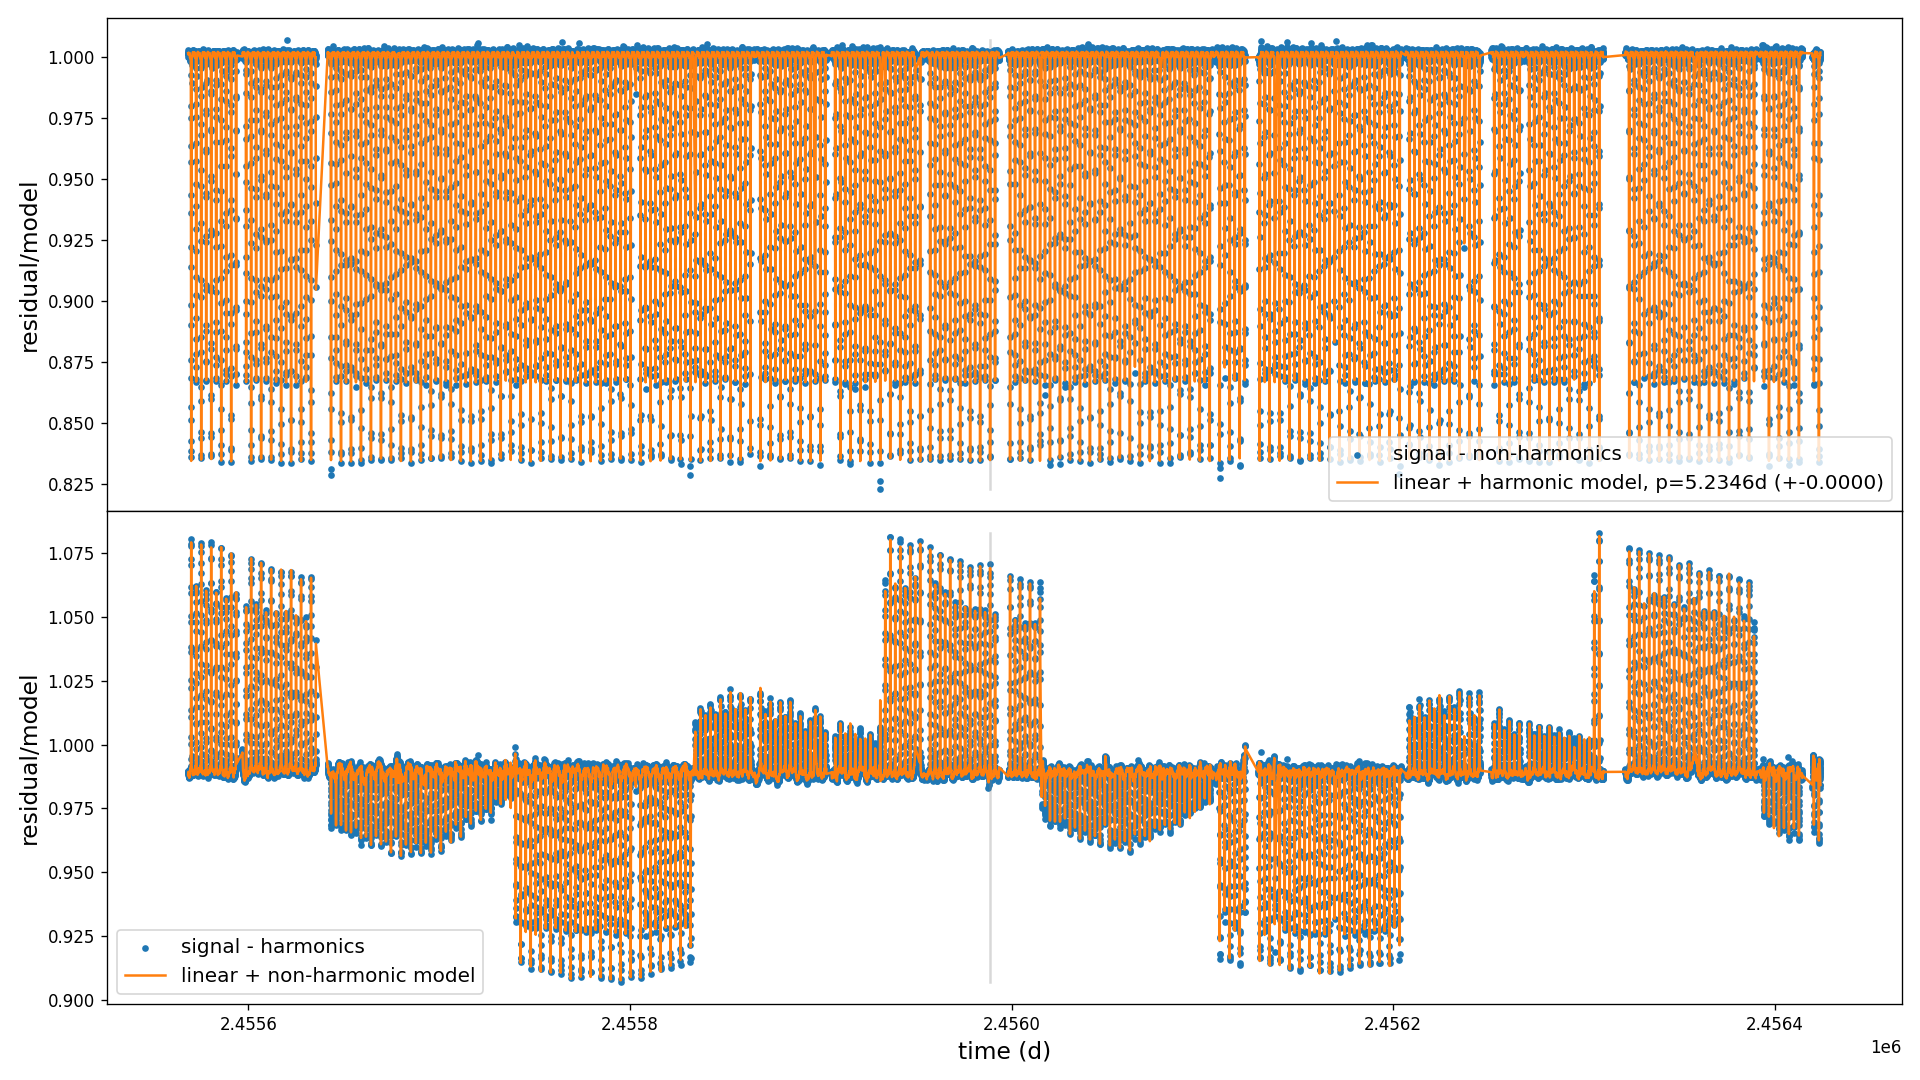 1.000
0.975
0.950
0.925
0.900
0.875
0.850
0.825
residual/model
signal - non-harmonics
linear + harmonic model, p=5.2346d (+-0.0000)
1.075
1.050
1.025
1.000
0.975
0.950
0.925
0.900
residual/model
signal - harmonics
linear + non-harmonic model
2.4556
2.4558
2.4560
2.4562
2.4564
time (d)
1e6